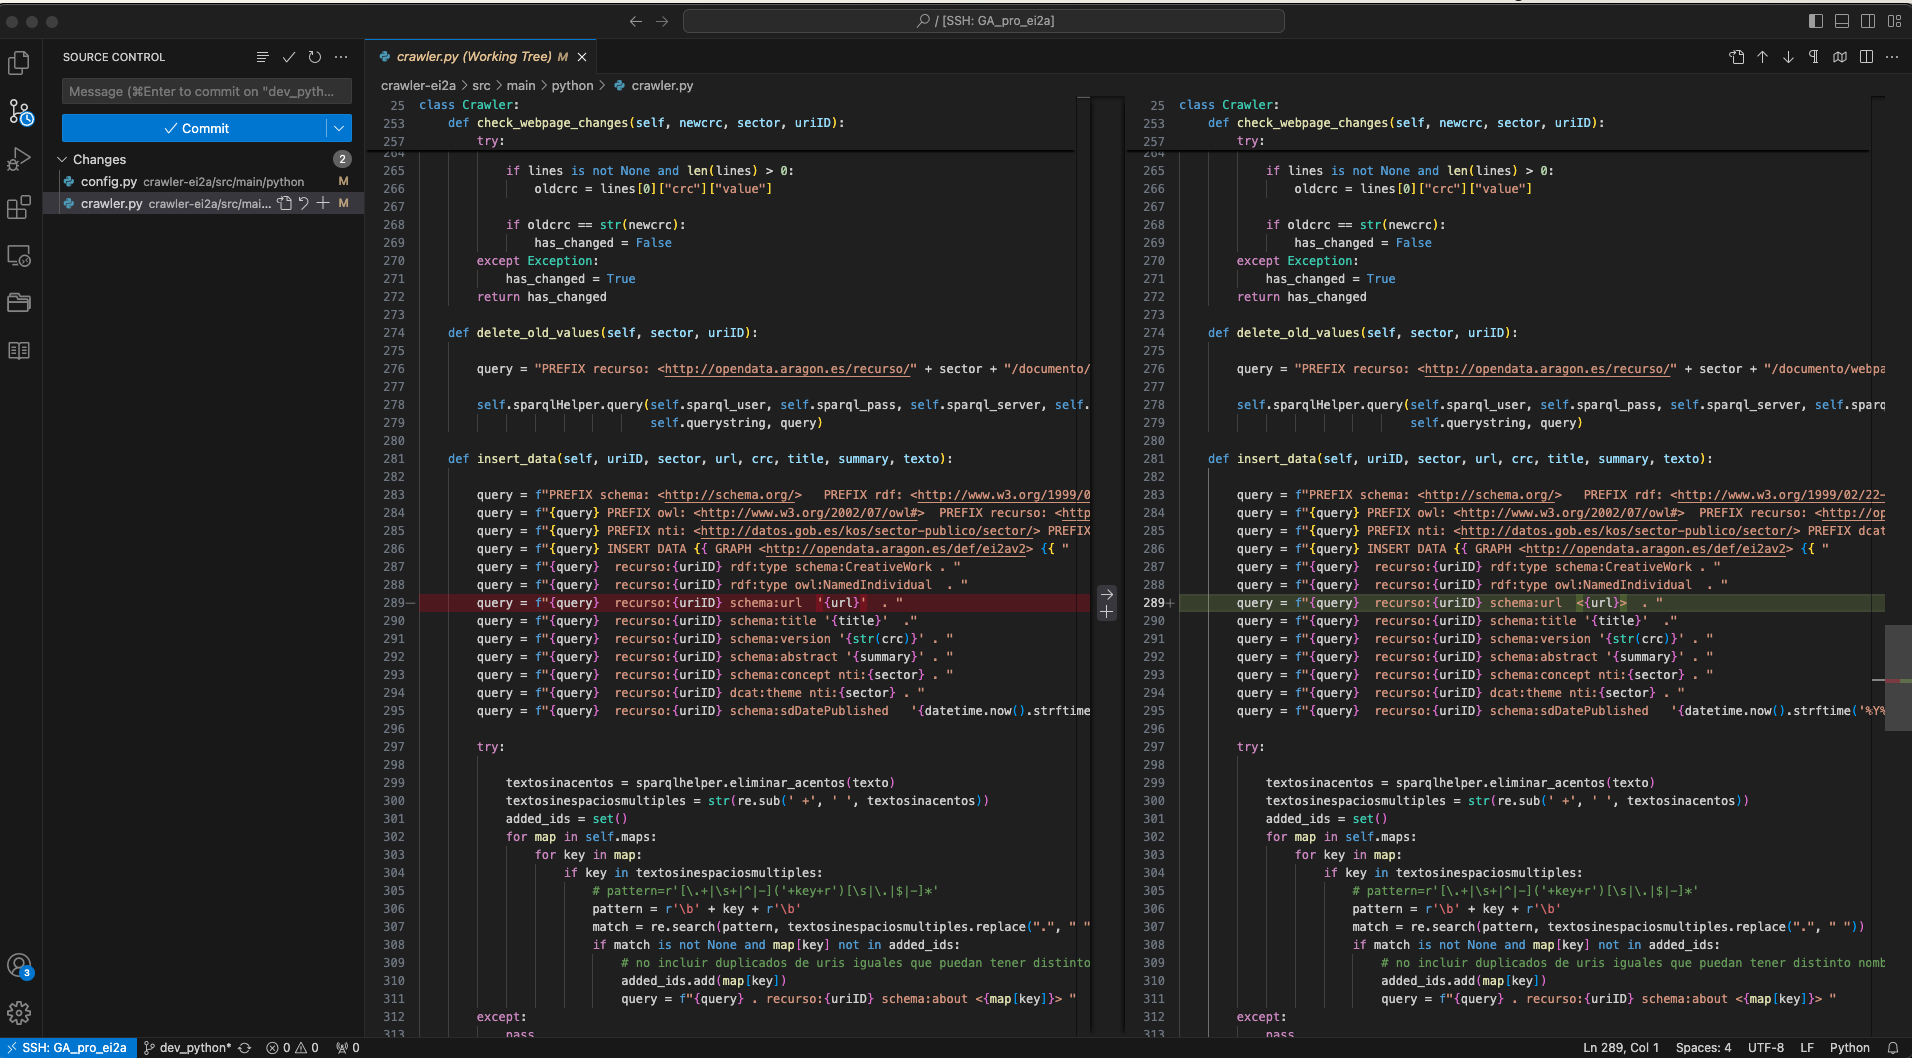 / [SSH: GA_pro_ei2a]
SOURCE CONTROL
Message (⌘Enter to commit on "dev_pyth...
Commit
Changes 2
config.py crawler-ei2a/src/main/python M
crawler.py crawler-ei2a/src/mai... M
crawler.py (Working Tree) M
crawler-ei2a > src > main > python > crawler.py
25 class Crawler:
253 def check_webpage_changes(self, newcrc, sector, uriID):
257 try:
264
265 if lines is not None and len(lines) > 0:
266 oldcrc = lines[0]["crc"]["value"]
267
268 if oldcrc == str(newcrc):
269 has_changed = False
270 except Exception:
271 has_changed = True
272 return has_changed
273
274 def delete_old_values(self, sector, uriID):
275
276 query = "PREFIX recurso: <http://opendata.aragon.es/recurso/" + sector + "/documento/
277
278 self.sparqlHelper.query(self.sparql_user, self.sparql_pass, self.sparql_server, self.
279 self.querystring, query)
280
281 def insert_data(self, uriID, sector, url, crc, title, summary, texto):
282
283 query = f"PREFIX schema: <http://schema.org/>   PREFIX rdf: <http://www.w3.org/1999/0
284 query = f"{query} PREFIX owl: <http://www.w3.org/2002/07/owl#>  PREFIX recurso: <http
285 query = f"{query} PREFIX nti: <http://datos.gob.es/kos/sector-publico/sector/> PREFIX
286 query = f"{query} INSERT DATA {{ GRAPH <http://opendata.aragon.es/def/ei2av2> {{ "
287 query = f"{query}  recurso:{uriID} rdf:type schema:CreativeWork . "
288 query = f"{query}  recurso:{uriID} rdf:type owl:NamedIndividual  . "
289− query = f"{query}  recurso:{uriID} schema:url  '{url}'  . "
290 query = f"{query}  recurso:{uriID} schema:title '{title}'  ."
291 query = f"{query}  recurso:{uriID} schema:version '{str(crc)}' . "
292 query = f"{query}  recurso:{uriID} schema:abstract '{summary}' . "
293 query = f"{query}  recurso:{uriID} schema:concept nti:{sector} . "
294 query = f"{query}  recurso:{uriID} dcat:theme nti:{sector} . "
295 query = f"{query}  recurso:{uriID} schema:sdDatePublished   '{datetime.now().strftime
296
297 try:
298
299 textosinacentos = sparqlhelper.eliminar_acentos(texto)
300 textosinespaciosmultiples = str(re.sub(' +', ' ', textosinacentos))
301 added_ids = set()
302 for map in self.maps:
303 for key in map:
304 if key in textosinespaciosmultiples:
305 # pattern=r'[\.+|\s+|^|-]('+key+r')[\s|\.|$|-]*'
306 pattern = r'\b' + key + r'\b'
307 match = re.search(pattern, textosinespaciosmultiples.replace(".", " "
308 if match is not None and map[key] not in added_ids:
309 # no incluir duplicados de uris iguales que puedan tener distinto
310 added_ids.add(map[key])
311 query = f"{query} . recurso:{uriID} schema:about <{map[key]}> "
312 except:
313 pass
25 class Crawler:
253 def check_webpage_changes(self, newcrc, sector, uriID):
257 try:
264
265 if lines is not None and len(lines) > 0:
266 oldcrc = lines[0]["crc"]["value"]
267
268 if oldcrc == str(newcrc):
269 has_changed = False
270 except Exception:
271 has_changed = True
272 return has_changed
273
274 def delete_old_values(self, sector, uriID):
275
276 query = "PREFIX recurso: <http://opendata.aragon.es/recurso/" + sector + "/documento/webpa
277
278 self.sparqlHelper.query(self.sparql_user, self.sparql_pass, self.sparql_server, self.sparq
279 self.querystring, query)
280
281 def insert_data(self, uriID, sector, url, crc, title, summary, texto):
282
283 query = f"PREFIX schema: <http://schema.org/>   PREFIX rdf: <http://www.w3.org/1999/02/22-
284 query = f"{query} PREFIX owl: <http://www.w3.org/2002/07/owl#>  PREFIX recurso: <http://op
285 query = f"{query} PREFIX nti: <http://datos.gob.es/kos/sector-publico/sector/> PREFIX dcat
286 query = f"{query} INSERT DATA {{ GRAPH <http://opendata.aragon.es/def/ei2av2> {{ "
287 query = f"{query}  recurso:{uriID} rdf:type schema:CreativeWork . "
288 query = f"{query}  recurso:{uriID} rdf:type owl:NamedIndividual  . "
289+ query = f"{query}  recurso:{uriID} schema:url  <{url}>  . "
290 query = f"{query}  recurso:{uriID} schema:title '{title}'  ."
291 query = f"{query}  recurso:{uriID} schema:version '{str(crc)}' . "
292 query = f"{query}  recurso:{uriID} schema:abstract '{summary}' . "
293 query = f"{query}  recurso:{uriID} schema:concept nti:{sector} . "
294 query = f"{query}  recurso:{uriID} dcat:theme nti:{sector} . "
295 query = f"{query}  recurso:{uriID} schema:sdDatePublished   '{datetime.now().strftime('%Y%
296
297 try:
298
299 textosinacentos = sparqlhelper.eliminar_acentos(texto)
300 textosinespaciosmultiples = str(re.sub(' +', ' ', textosinacentos))
301 added_ids = set()
302 for map in self.maps:
303 for key in map:
304 if key in textosinespaciosmultiples:
305 # pattern=r'[\.+|\s+|^|-]('+key+r')[\s|\.|$|-]*'
306 pattern = r'\b' + key + r'\b'
307 match = re.search(pattern, textosinespaciosmultiples.replace(".", " "))
308 if match is not None and map[key] not in added_ids:
309 # no incluir duplicados de uris iguales que puedan tener distinto nomb
310 added_ids.add(map[key])
311 query = f"{query} . recurso:{uriID} schema:about <{map[key]}> "
312 except:
313 pass
3
SSH: GA_pro_ei2a dev_python* 0 0 0
Ln 289, Col 1 Spaces: 4 UTF-8 LF Python